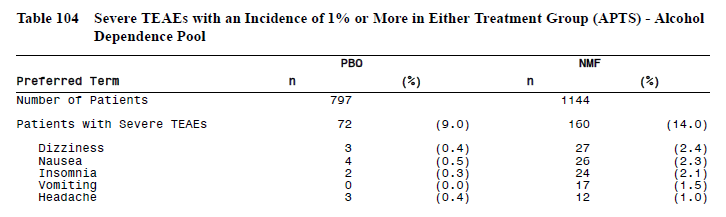 Table 104 Severe TEAEs with an Incidence of 1% or More in Either Treatment Group (APTS) - Alcohol
Dependence Pool
PBO NMF
Preferred Term n (%) n (%)
Number of Patients 797 1144
Patients with Severe TEAEs 72 (9.0) 160 (14.0)
Dizziness 3 (0.4) 27 (2.4)
Nausea 4 (0.5) 26 (2.3)
Insomnia 2 (0.3) 24 (2.1)
Vomiting 0 (0.0) 17 (1.5)
Headache 3 (0.4) 12 (1.0)